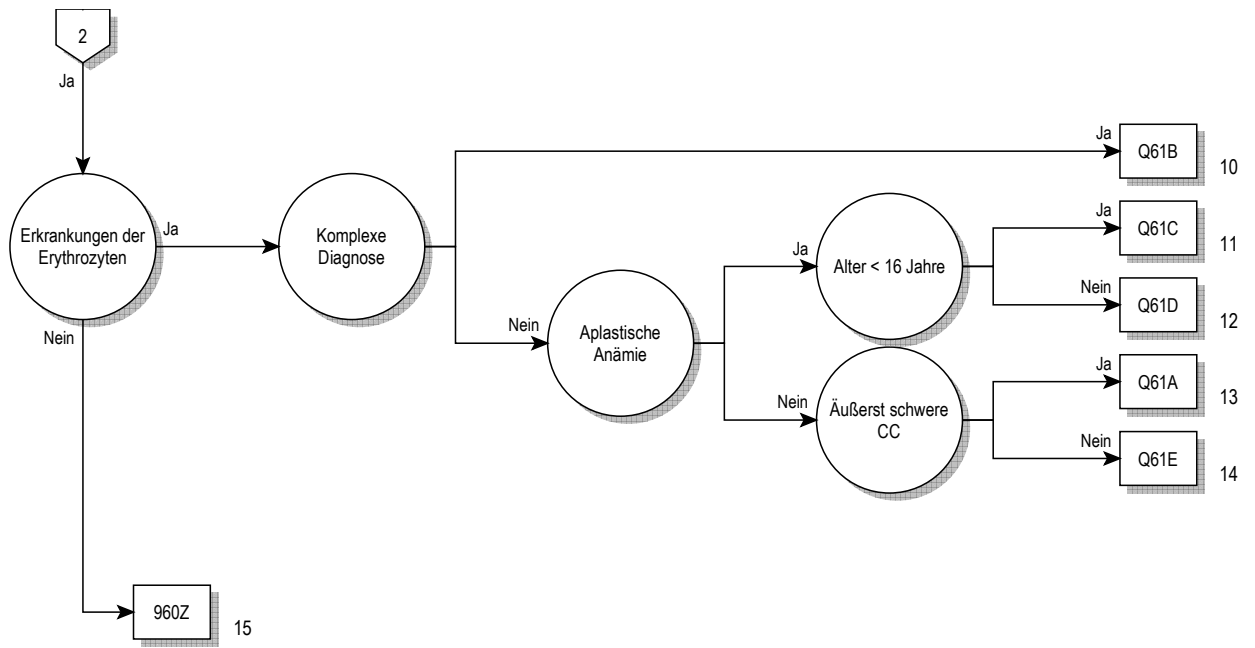 2
Ja
Erkrankungen der
Erythrozyten
Ja
Nein
Komplexe
Diagnose
Nein
Aplastische
Anämie
Ja
Nein
Alter < 16 Jahre
Äußerst schwere
CC
Ja
Q61B
10
Ja
Q61C
11
Nein
Q61D
12
Ja
Q61A
13
Nein
Q61E
14
960Z
15